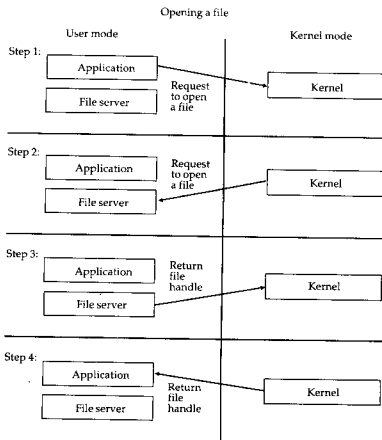 Opening a file
User mode
Kernel mode
Step 1:
Application
Request
to open
a file
Kernel
File server
Step 2:
Application
Request
to open
a file
Kernel
File server
Step 3:
Application
Return
file
handle
Kernel
File server
Step 4:
Application
Return
file
handle
Kernel
File server